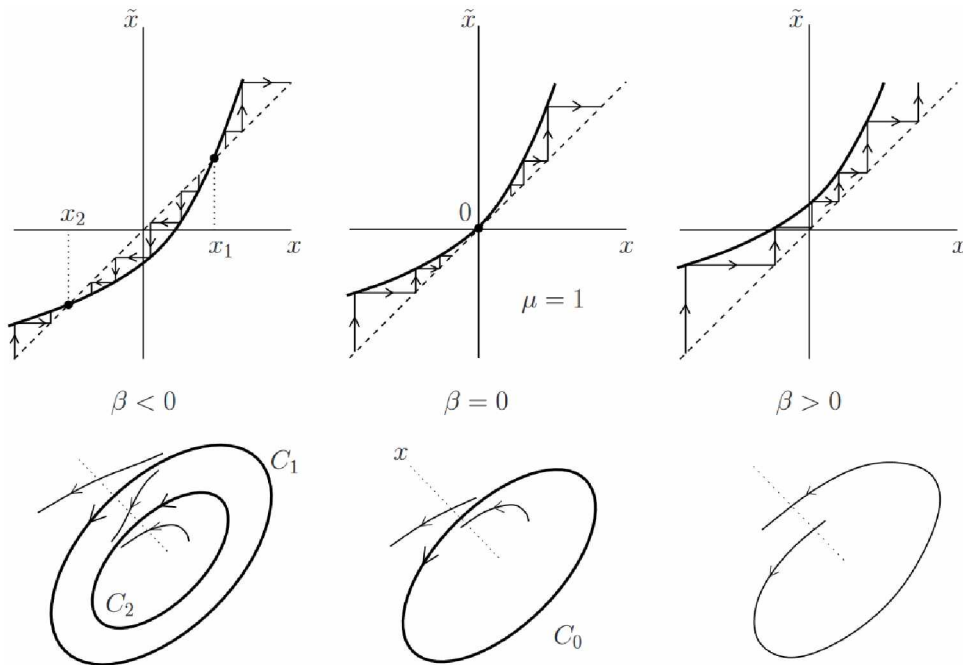 x̃ x̃ x̃
x₂ 0
x₁ x x x
μ = 1
β < 0 β = 0 β > 0
C₁ x
C₂ C₀